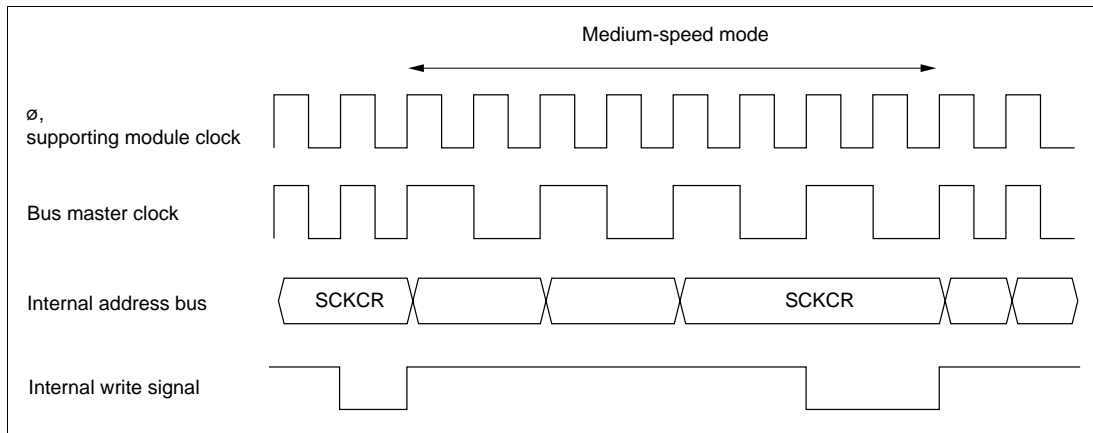 Medium-speed mode
ø,
supporting module clock
Bus master clock
Internal address bus
SCKCR
SCKCR
Internal write signal